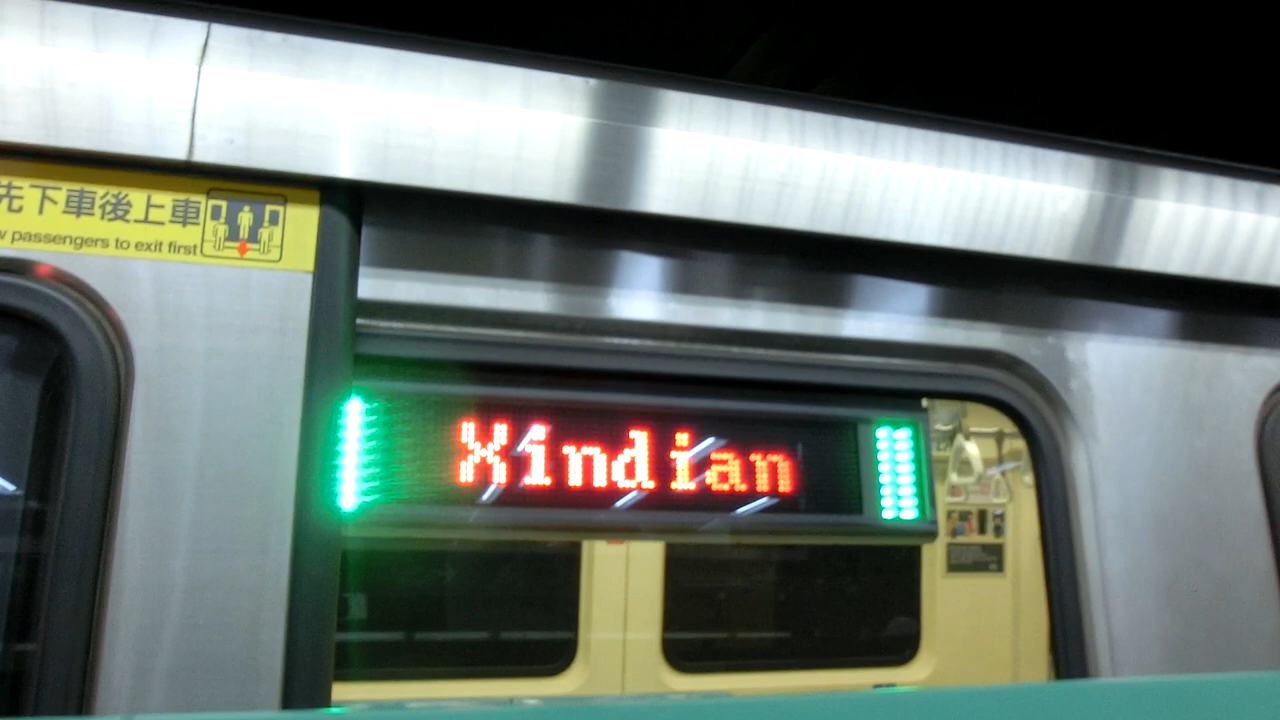 先下車後上車
passengers to exit first
Xindian